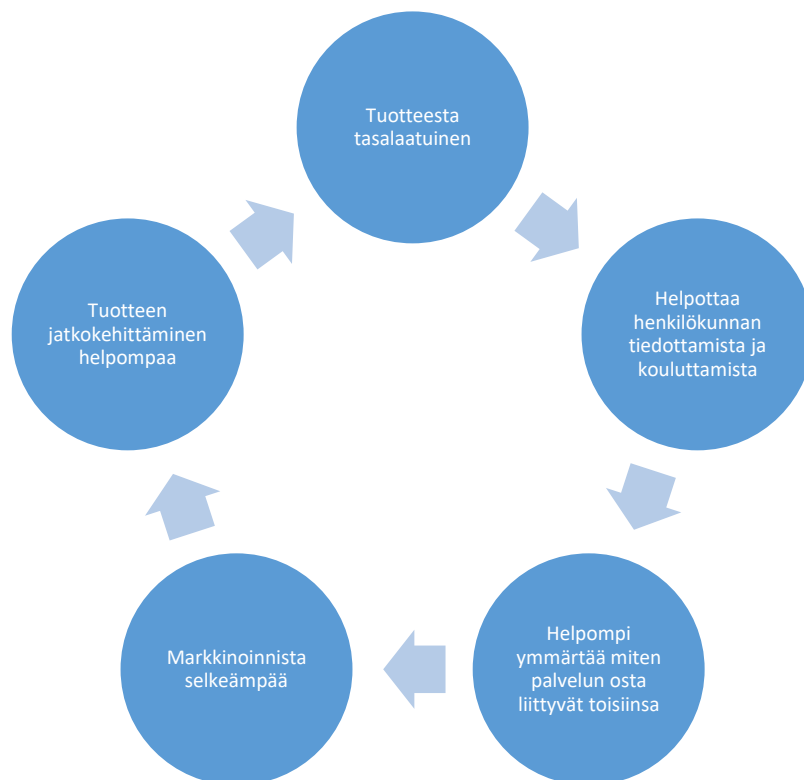 Tuotteesta
tasalaatuinen
Helpottaa
henkilökunnan
tiedottamista ja
kouluttamista
Helpompi
ymmärtää miten
palvelun osta
liittyvät toisiinsa
Markkinoinnista
selkeämpää
Tuotteen
jatkokehittäminen
helpompaa